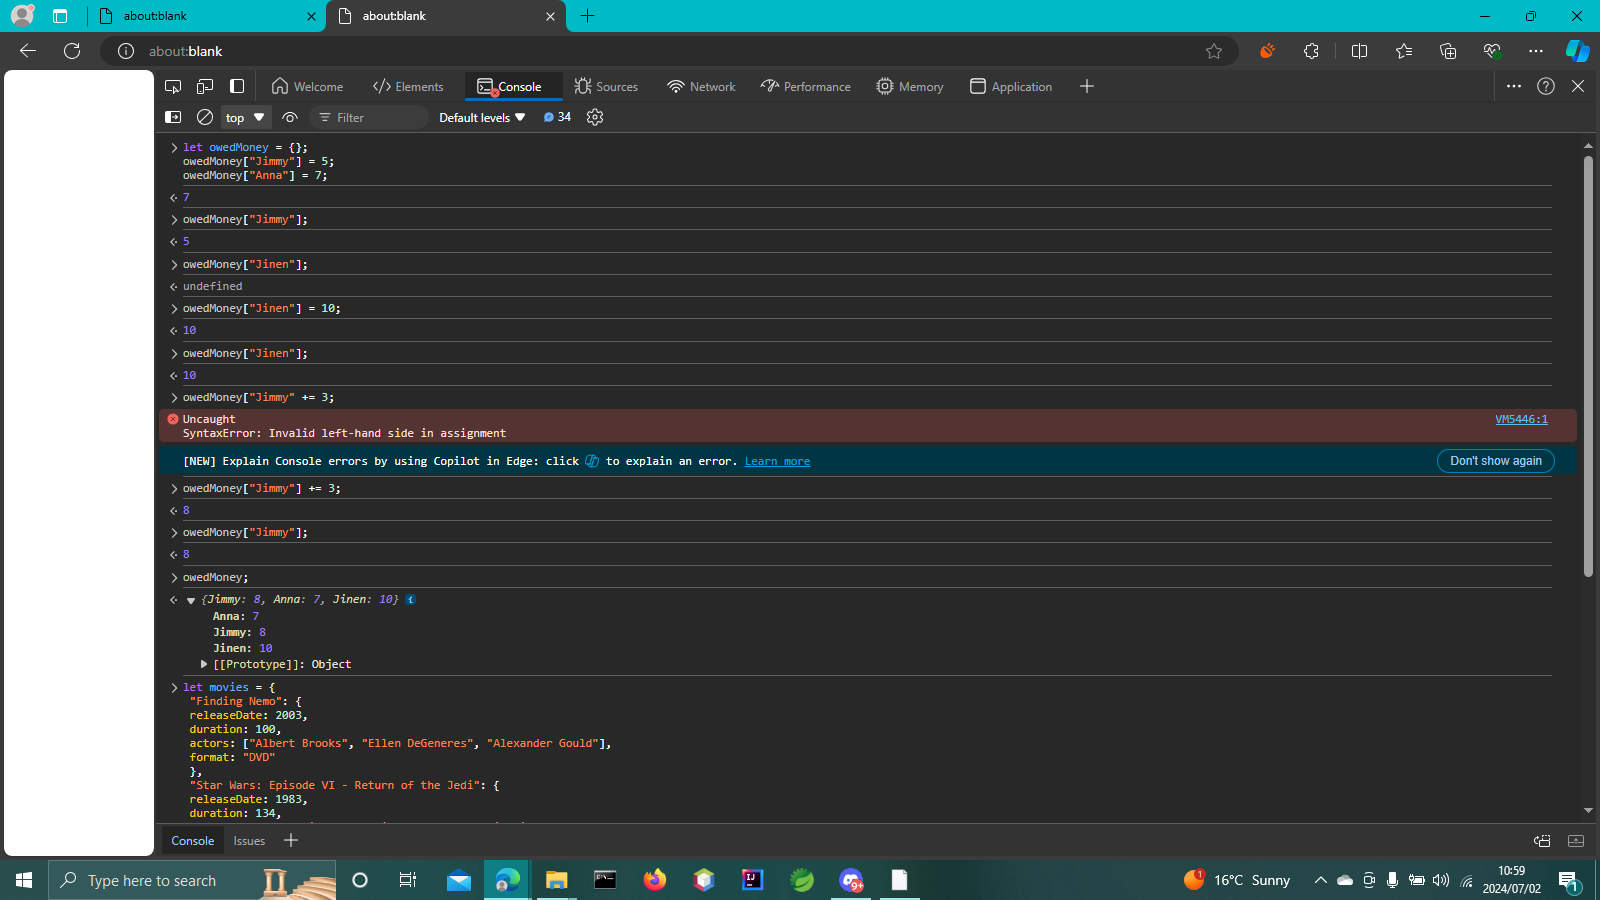 about:blank
about:blank
about:blank
Welcome
Elements
Console
Sources
Network
Performance
Memory
Application
top
Filter
Default levels
34
let owedMoney = {};
owedMoney["Jimmy"] = 5;
owedMoney["Anna"] = 7;
7
owedMoney["Jimmy"];
5
owedMoney["Jinen"];
undefined
owedMoney["Jinen"] = 10;
10
owedMoney["Jinen"];
10
owedMoney["Jimmy" += 3;
Uncaught VM5446:1
SyntaxError: Invalid left-hand side in assignment
[NEW] Explain Console errors by using Copilot in Edge: click to explain an error. Learn more
Don't show again
owedMoney["Jimmy"] += 3;
8
owedMoney["Jimmy"];
8
owedMoney;
{Jimmy: 8, Anna: 7, Jinen: 10}
Anna: 7
Jimmy: 8
Jinen: 10
[[Prototype]]: Object
let movies = {
"Finding Nemo": {
releaseDate: 2003,
duration: 100,
actors: ["Albert Brooks", "Ellen DeGeneres", "Alexander Gould"],
format: "DVD"
},
"Star Wars: Episode VI - Return of the Jedi": {
releaseDate: 1983,
duration: 134,
Console
Issues
Type here to search
9+
1
16°C Sunny
10:59
2024/07/02
1